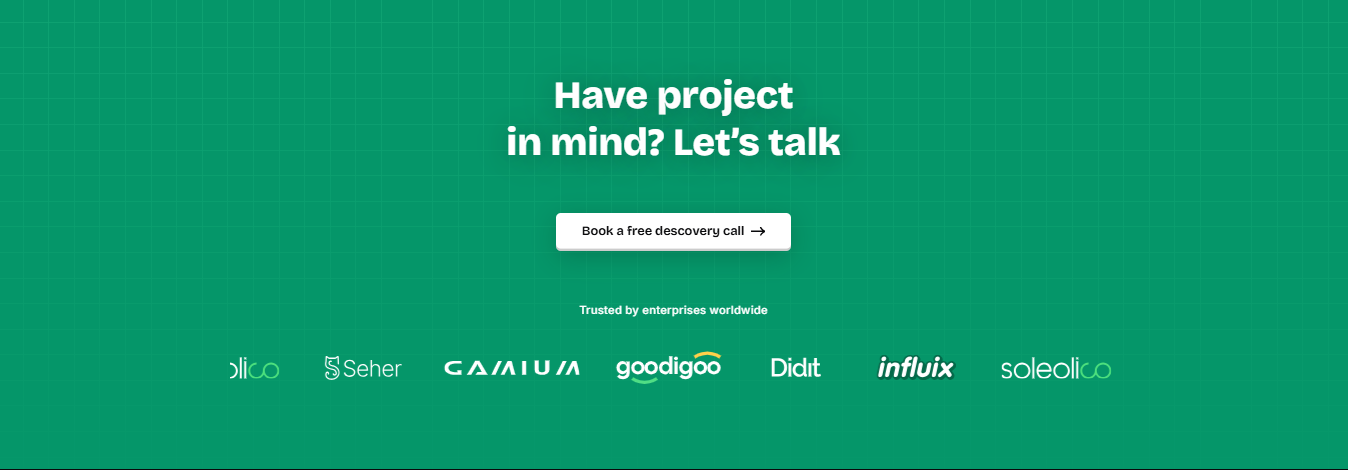 Have project
in mind? Let's talk
Book a free descovery call
Trusted by enterprises worldwide
olico Seher GAMIUM goodigoo Didit influix soleolico